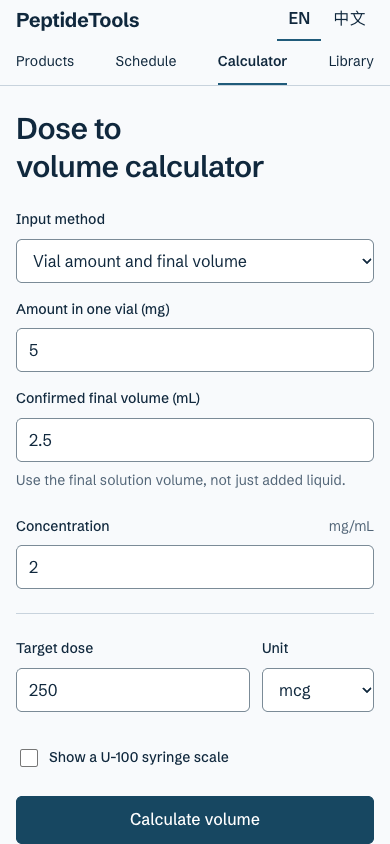 PeptideTools
EN 中文
Products Schedule Calculator Library
Dose to
volume calculator
Input method
Vial amount and final volume
Amount in one vial (mg)
5
Confirmed final volume (mL)
2.5
Use the final solution volume, not just added liquid.
Concentration mg/mL
2
Target dose Unit
250 mcg
Show a U-100 syringe scale
Calculate volume